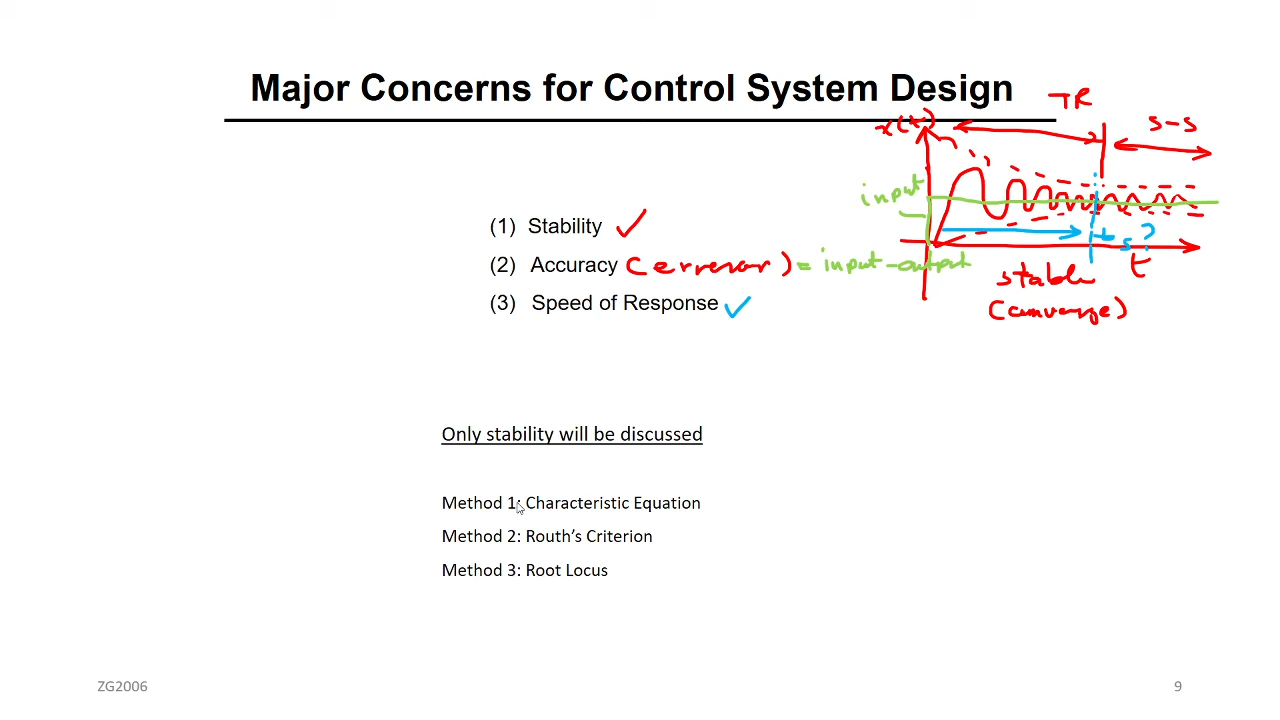 Major Concerns for Control System Design
TR
x(t)
s-s
input
(1) Stability ✓
(2) Accuracy (error) = input-output
ts?
t
stable
(3) Speed of Response ✓
(converge)
Only stability will be discussed
Method 1: Characteristic Equation
Method 2: Routh's Criterion
Method 3: Root Locus
ZG2006
9